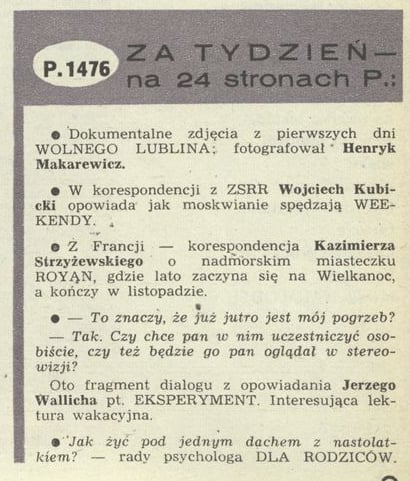 P.1476
ZA TYDZIEŃ—
na 24 stronach P.:
● Dokumentalne zdjęcia z pierwszych dni
WOLNEGO LUBLINA; fotografował Henryk
Makarewicz.
● W korespondencji z ZSRR Wojciech Kubi-
cki opowiada jak moskwianie spędzają WEE-
KENDY.
● Z Francji — korespondencja Kazimierza
Strzyżewskiego o nadmorskim miasteczku
ROYAN, gdzie lato zaczyna się na Wielkanoc,
a kończy w listopadzie.
● — To znaczy, że już jutro jest mój pogrzeb?
— Tak. Czy chce pan w nim uczestniczyć oso-
biście, czy też będzie go pan oglądał w stereo-
wizji?
Oto fragment dialogu z opowiadania Jerzego
Wallicha pt. EKSPERYMENT. Interesująca lek-
tura wakacyjna.
● Jak żyć pod jednym dachem z nastolat-
kiem? — rady psychologa DLA RODZICÓW.